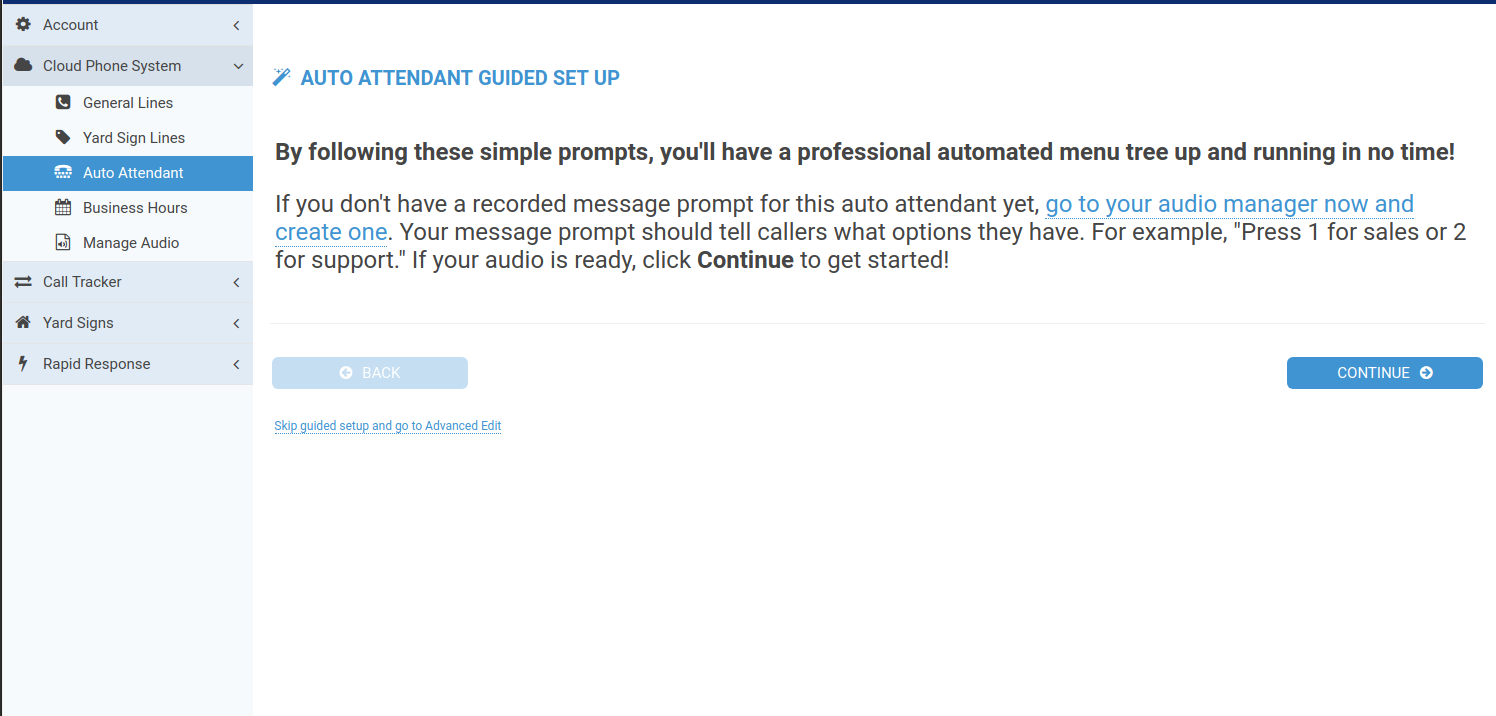 Account
Cloud Phone System
General Lines
Yard Sign Lines
Auto Attendant
Business Hours
Manage Audio
Call Tracker
Yard Signs
Rapid Response
AUTO ATTENDANT GUIDED SET UP
By following these simple prompts, you'll have a professional automated menu tree up and running in no time!
If you don't have a recorded message prompt for this auto attendant yet, go to your audio manager now and
create one. Your message prompt should tell callers what options they have. For example, "Press 1 for sales or 2
for support." If your audio is ready, click Continue to get started!
BACK
CONTINUE
Skip guided setup and go to Advanced Edit